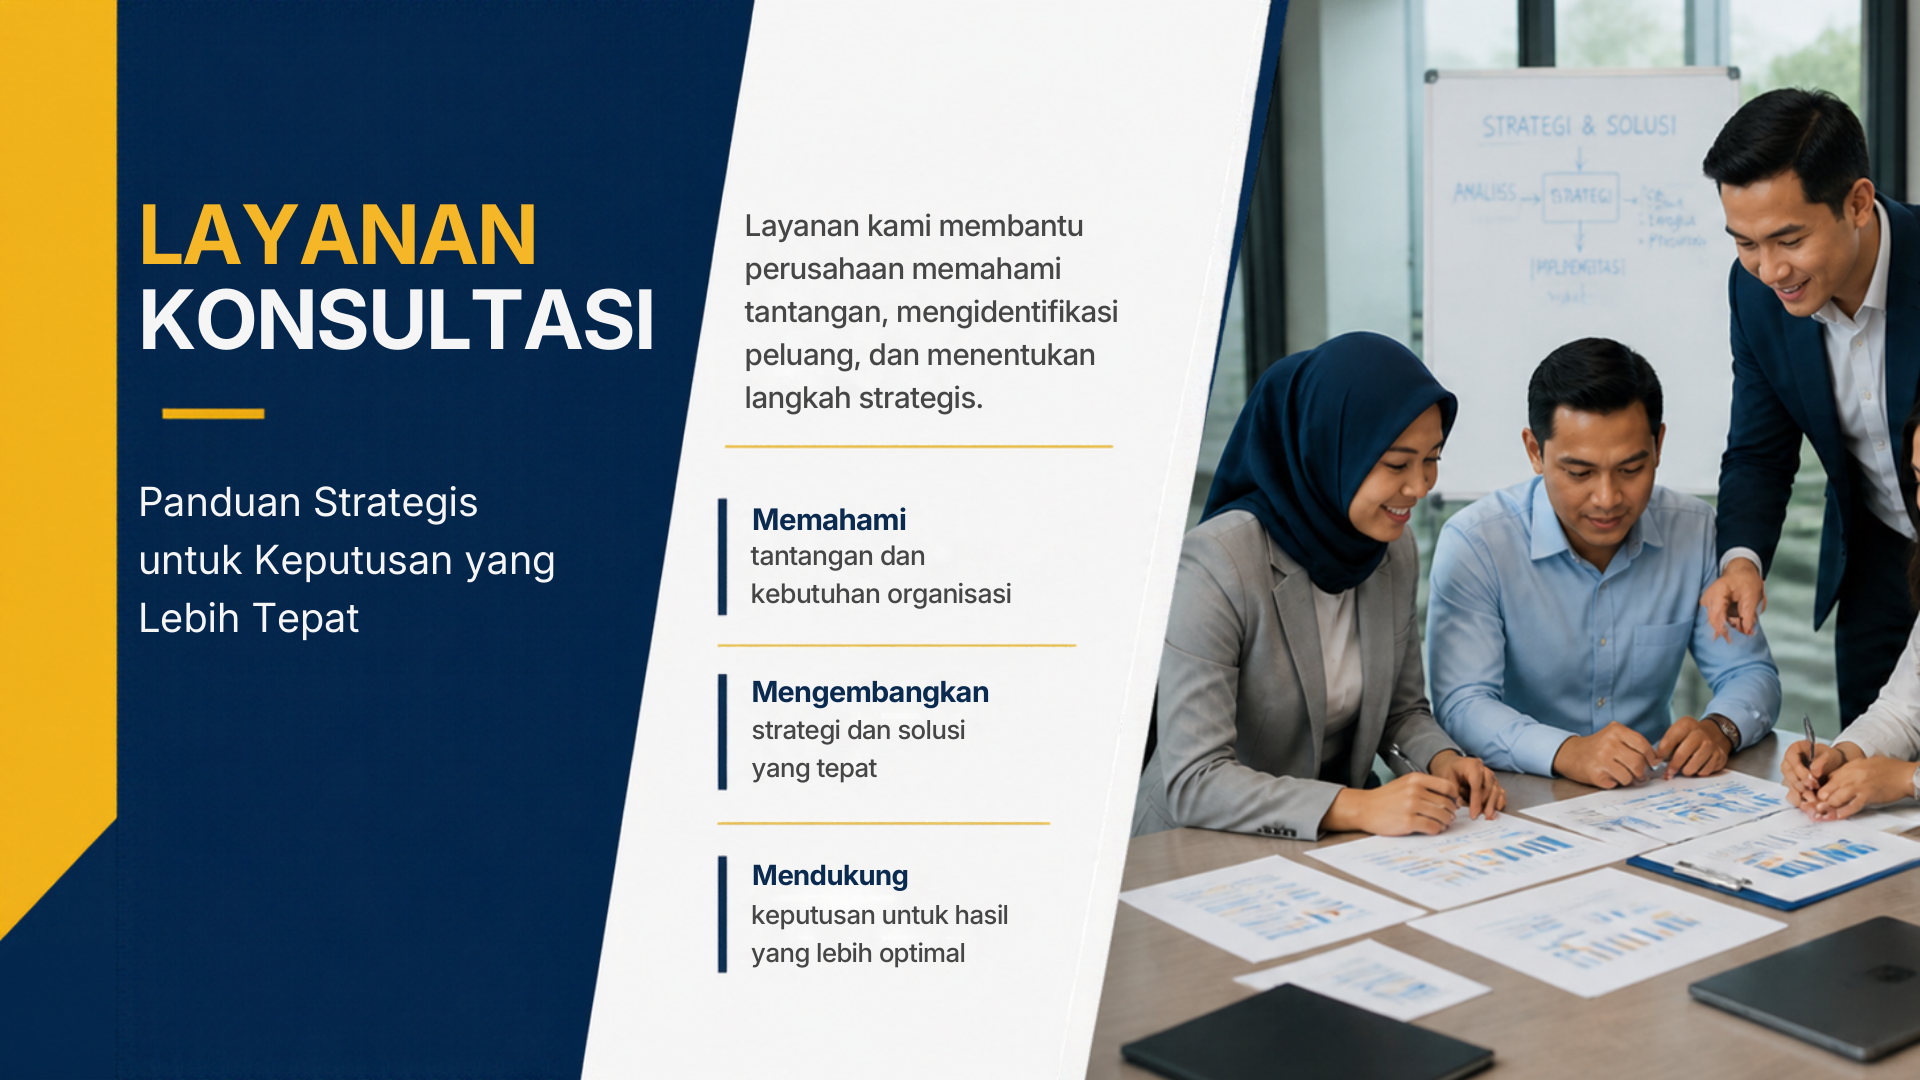 LAYANAN
KONSULTASI
Panduan Strategis
untuk Keputusan yang
Lebih Tepat
Layanan kami membantu
perusahaan memahami
tantangan, mengidentifikasi
peluang, dan menentukan
langkah strategis.
Memahami
tantangan dan
kebutuhan organisasi
Mengembangkan
strategi dan solusi
yang tepat
Mendukung
keputusan untuk hasil
yang lebih optimal
STRATEGI & SOLUSI
STRATEGI